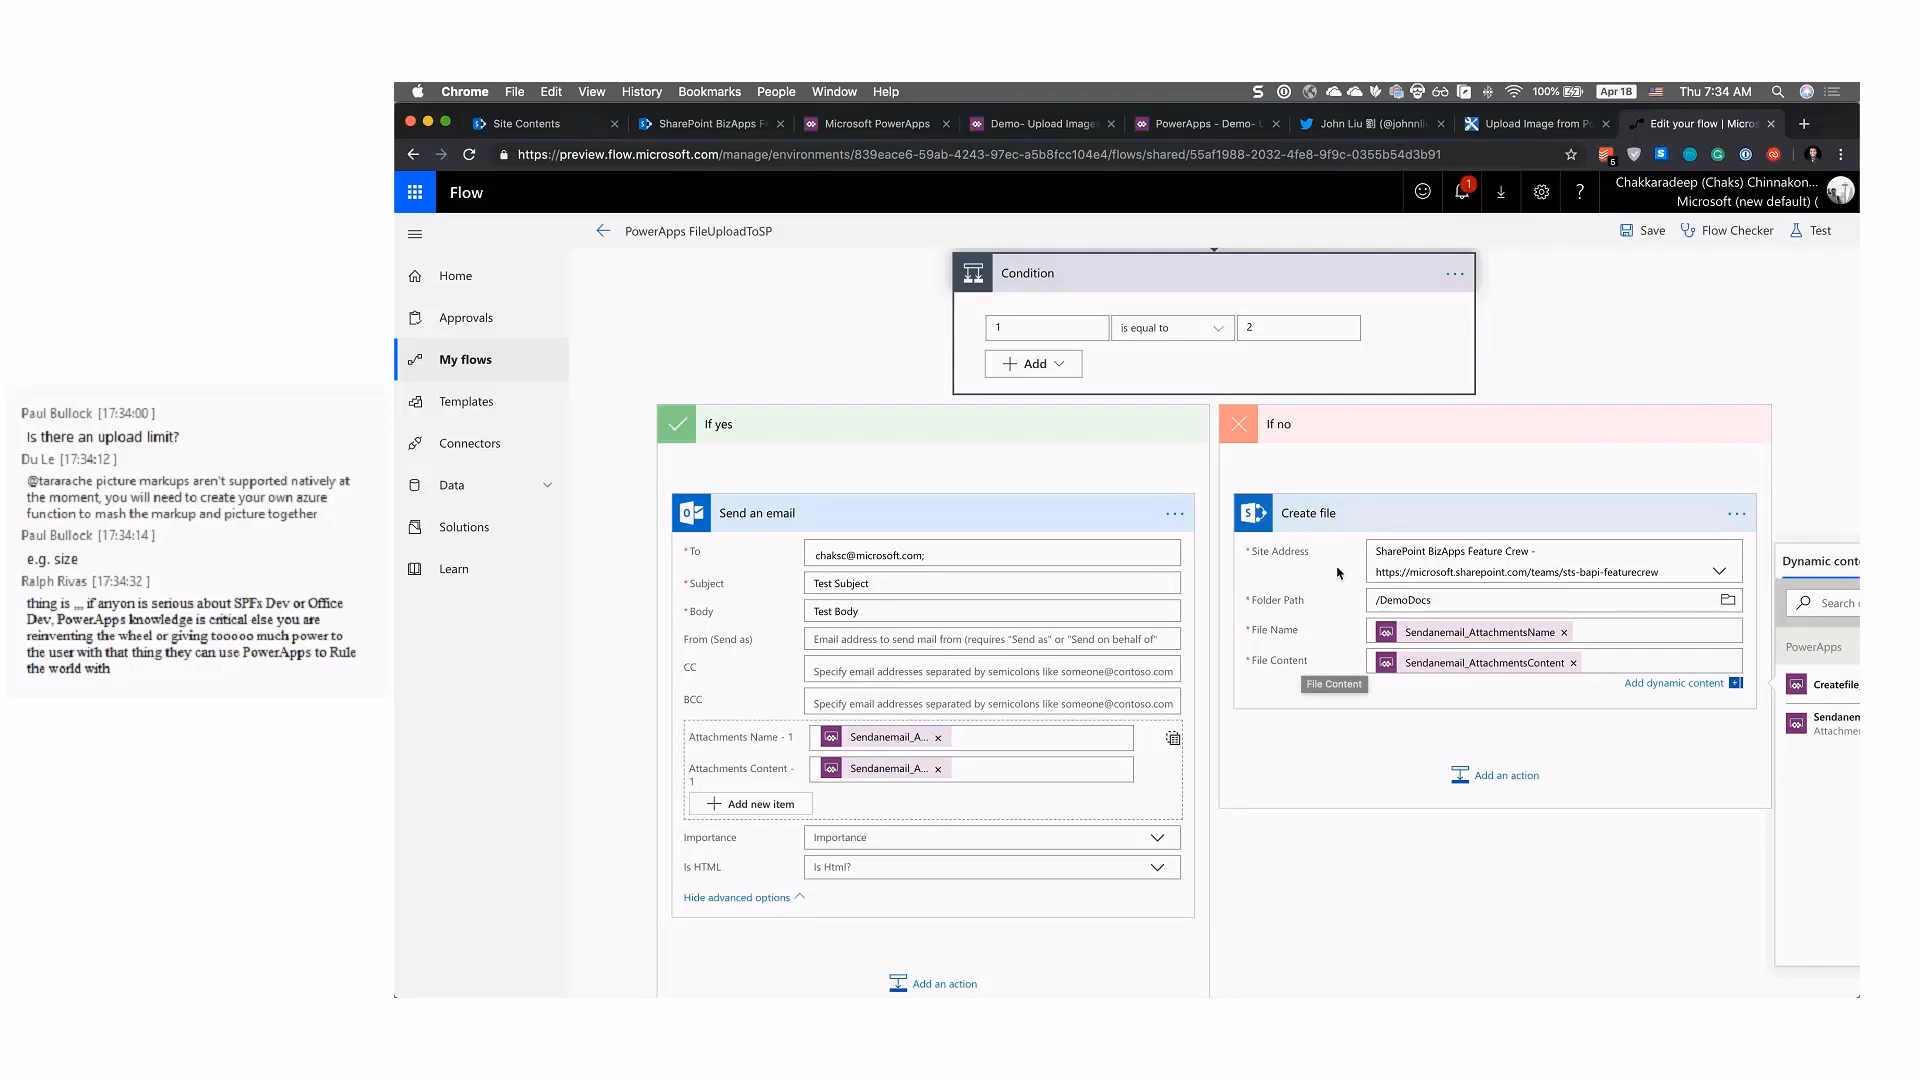 Chrome File Edit View History Bookmarks People Window Help
100% Apr 18 Thu 7:34 AM
Site Contents
SharePoint BizApps Fe
Microsoft PowerApps
Demo- Upload Images
PowerApps - Demo-
John Liu 劉 (@johnnli
Upload Image from Po
Edit your flow | Micros
https://preview.flow.microsoft.com/manage/environments/839eace6-59ab-4243-97ec-a5b8fcc104e4/flows/shared/55af1988-2032-4fe8-9f9c-0355b54d3b91
5
Flow
1
?
Chakkaradeep (Chaks) Chinnakon...
Microsoft (new default) (
PowerApps FileUploadToSP
Save Flow Checker Test
Home
Approvals
My flows
Templates
Connectors
Data
Solutions
Learn
Paul Bullock [17:34:00 ]
Is there an upload limit?
Du Le [17:34:12 ]
@tararache picture markups aren't supported natively at
the moment, you will need to create your own azure
function to mash the markup and picture together
Paul Bullock [17:34:14 ]
e.g. size
Ralph Rivas [17:34:32 ]
thing is ,,, if anyon is serious about SPFx Dev or Office
Dev, PowerApps knowledge is critical else you are
reinventing the wheel or giving tooooo much power to
the user with that thing they can use PowerApps to Rule
the world with
Condition ...
1 is equal to 2
Add
If yes
Send an email ...
* To chaksc@microsoft.com;
* Subject Test Subject
* Body Test Body
From (Send as) Email address to send mail from (requires "Send as" or "Send on behalf of"
CC Specify email addresses separated by semicolons like someone@contoso.com
BCC Specify email addresses separated by semicolons like someone@contoso.com
Attachments Name - 1 Sendanemail_A... x
Attachments Content - Sendanemail_A... x
1
Add new item
Importance Importance
Is HTML Is Html?
Hide advanced options
Add an action
If no
Create file ...
* Site Address SharePoint BizApps Feature Crew -
https://microsoft.sharepoint.com/teams/sts-bapi-featurecrew
* Folder Path /DemoDocs
* File Name Sendanemail_AttachmentsName x
* File Content Sendanemail_AttachmentsContent x
File Content
Add dynamic content
Add an action
Dynamic conte
Search
PowerApps
Createfile_
Sendanem
Attachme